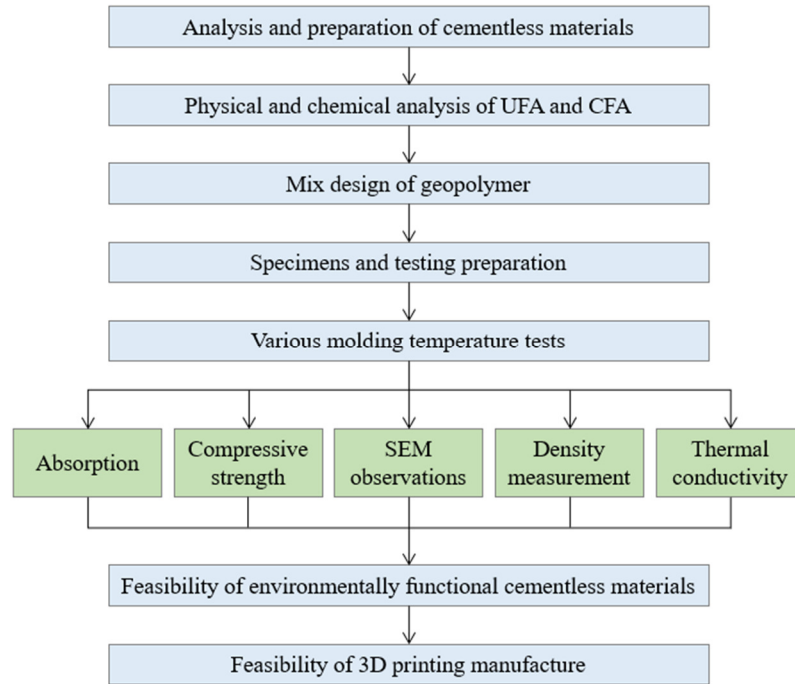 Analysis and preparation of cementless materials
Physical and chemical analysis of UFA and CFA
Mix design of geopolymer
Specimens and testing preparation
Various molding temperature tests
Absorption
Compressive
strength
SEM
observations
Density
measurement
Thermal
conductivity
Feasibility of environmentally functional cementless materials
Feasibility of 3D printing manufacture